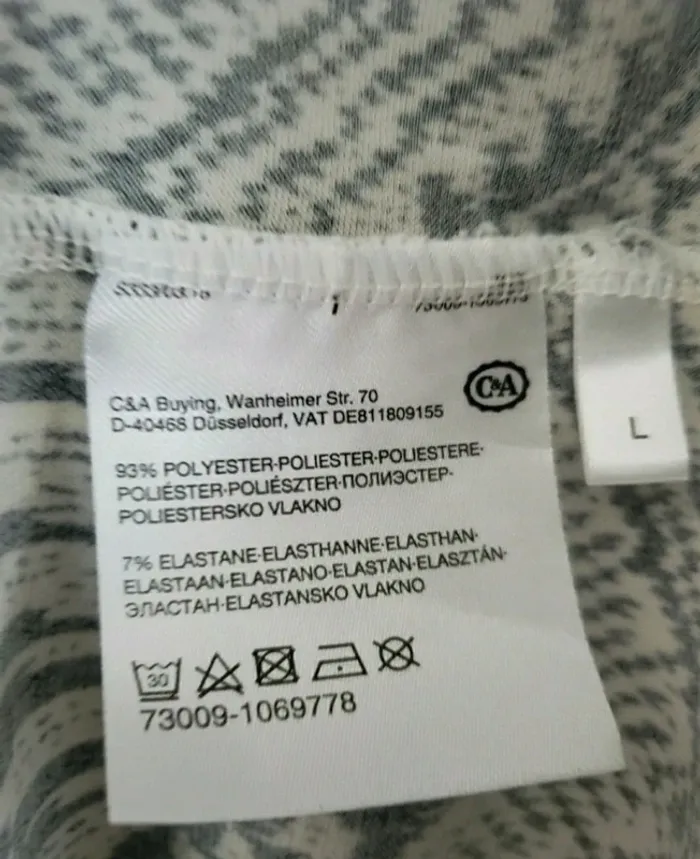 C&A Buying, Wanheimer Str. 70
D-40468 Düsseldorf, VAT DE811809155
C&A
L
93% POLYESTER·POLIESTER·POLIESTERE·
POLIÉSTER·POLIÉSZTER·ПОЛИЭСТЕР·
POLIESTERSKO VLAKNO
7% ELASTANE·ELASTHANNE·ELASTHAN·
ELASTAAN·ELASTANO·ELASTAN·ELASZTÁN·
ЭЛАСТАН·ELASTANSKO VLAKNO
30
73009-1069778